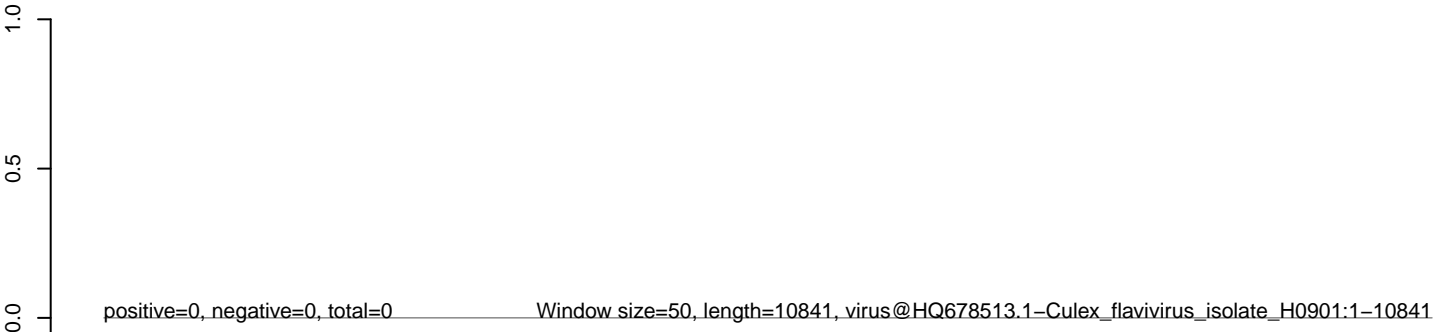 1.0
0.5
0.0
positive=0, negative=0, total=0
Window size=50, length=10841, virus@HQ678513.1−Culex_flavivirus_isolate_H0901:1−10841